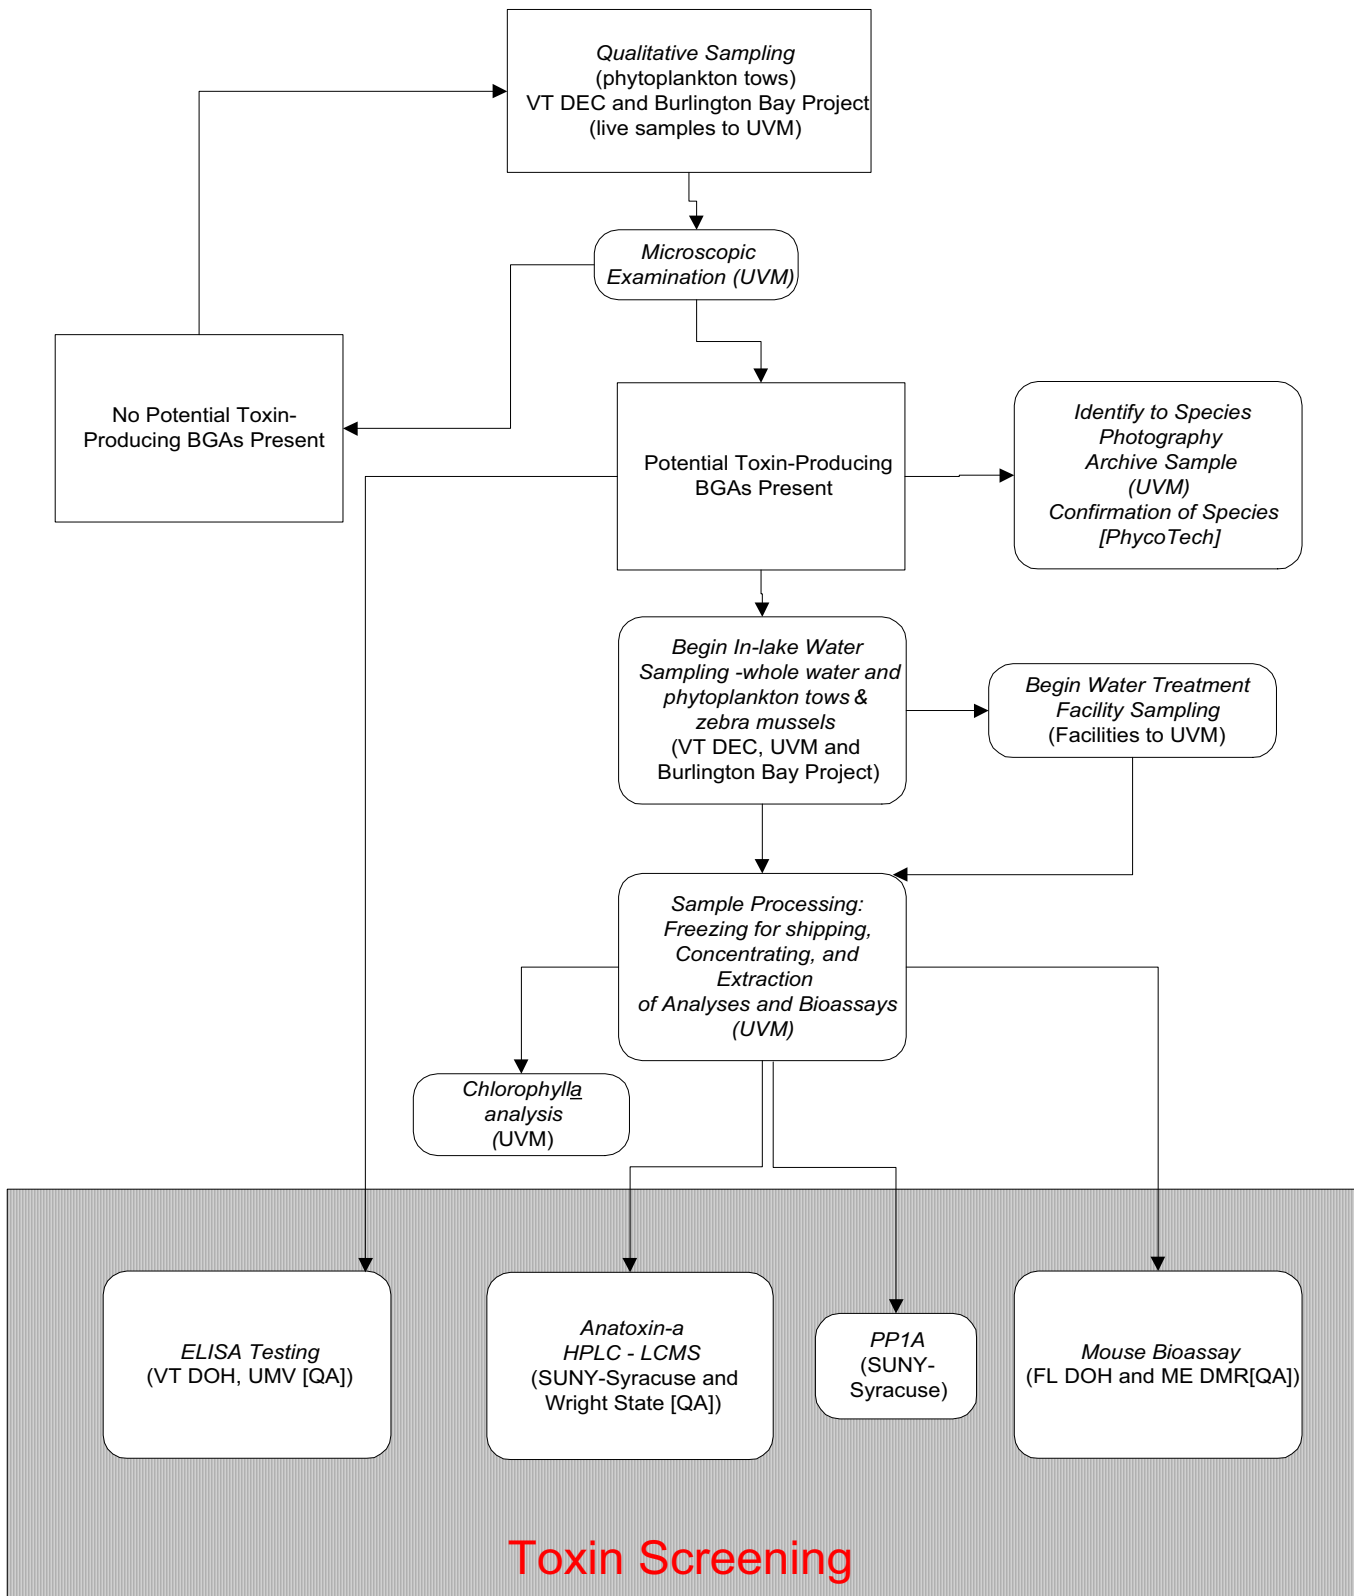 Qualitative Sampling
(phytoplankton tows)
VT DEC and Burlington Bay Project
(live samples to UVM)
Microscopic
Examination (UVM)
No Potential Toxin-
Producing BGAs Present
Potential Toxin-Producing
BGAs Present
Identify to Species
Photography
Archive Sample
(UVM)
Confirmation of Species
[PhycoTech]
Begin In-lake Water
Sampling -whole water and
phytoplankton tows &
zebra mussels
(VT DEC, UVM and
Burlington Bay Project)
Begin Water Treatment
Facility Sampling
(Facilities to UVM)
Sample Processing:
Freezing for shipping,
Concentrating, and
Extraction
of Analyses and Bioassays
(UVM)
Chlorophylla
analysis
(UVM)
ELISA Testing
(VT DOH, UMV [QA])
Anatoxin-a
HPLC - LCMS
(SUNY-Syracuse and
Wright State [QA])
PP1A
(SUNY-
Syracuse)
Mouse Bioassay
(FL DOH and ME DMR[QA])
Toxin Screening